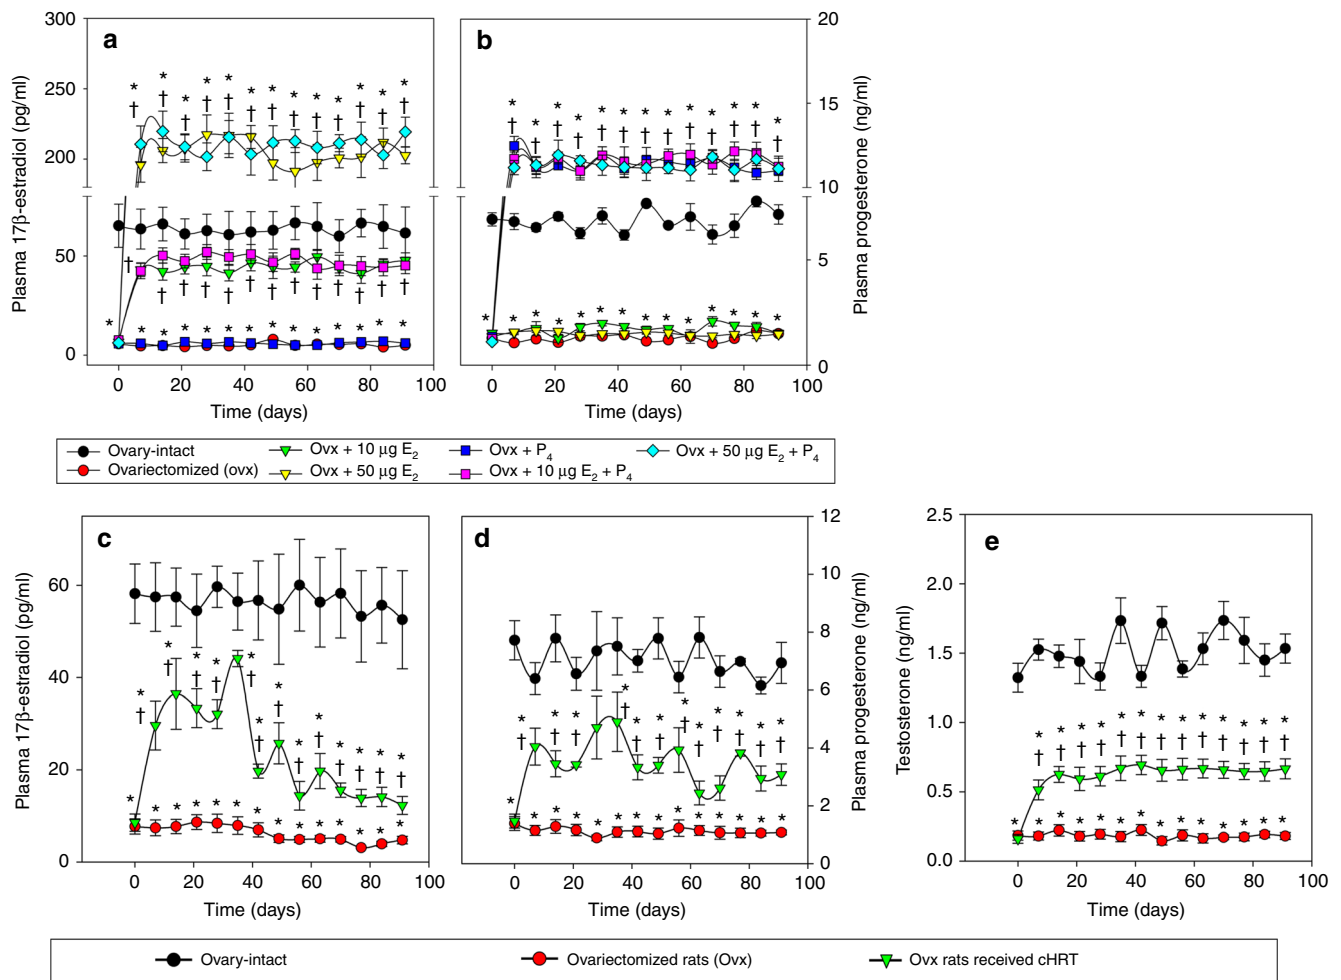 a
300
250
200
50
0
Plasma 17β-estradiol (pg/ml)
0 20 40 60 80 100
Time (days)
b
20
15
10
5
0
Plasma progesterone (ng/ml)
0 20 40 60 80 100
Time (days)
Ovary-intact
Ovariectomized (ovx)
Ovx + 10 μg E₂
Ovx + 50 μg E₂
Ovx + P₄
Ovx + 10 μg E₂ + P₄
Ovx + 50 μg E₂ + P₄
c
60
40
20
0
Plasma 17β-estradiol (pg/ml)
0 20 40 60 80 100
Time (days)
d
12
10
8
6
4
2
0
Plasma progesterone (ng/ml)
0 20 40 60 80 100
Time (days)
e
2.5
2.0
1.5
1.0
0.5
0.0
Testosterone (ng/ml)
0 20 40 60 80 100
Time (days)
Ovary-intact
Ovariectomized rats (Ovx)
Ovx rats received cHRT